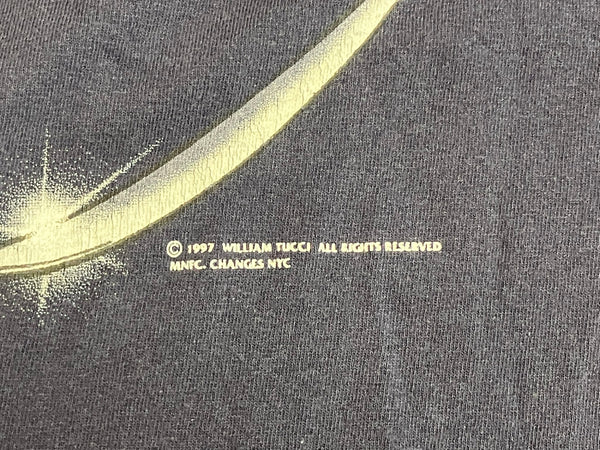 © 1997 WILLIAM TUCCI ALL RIGHTS RESERVED
MNFC. CHANGES NYC